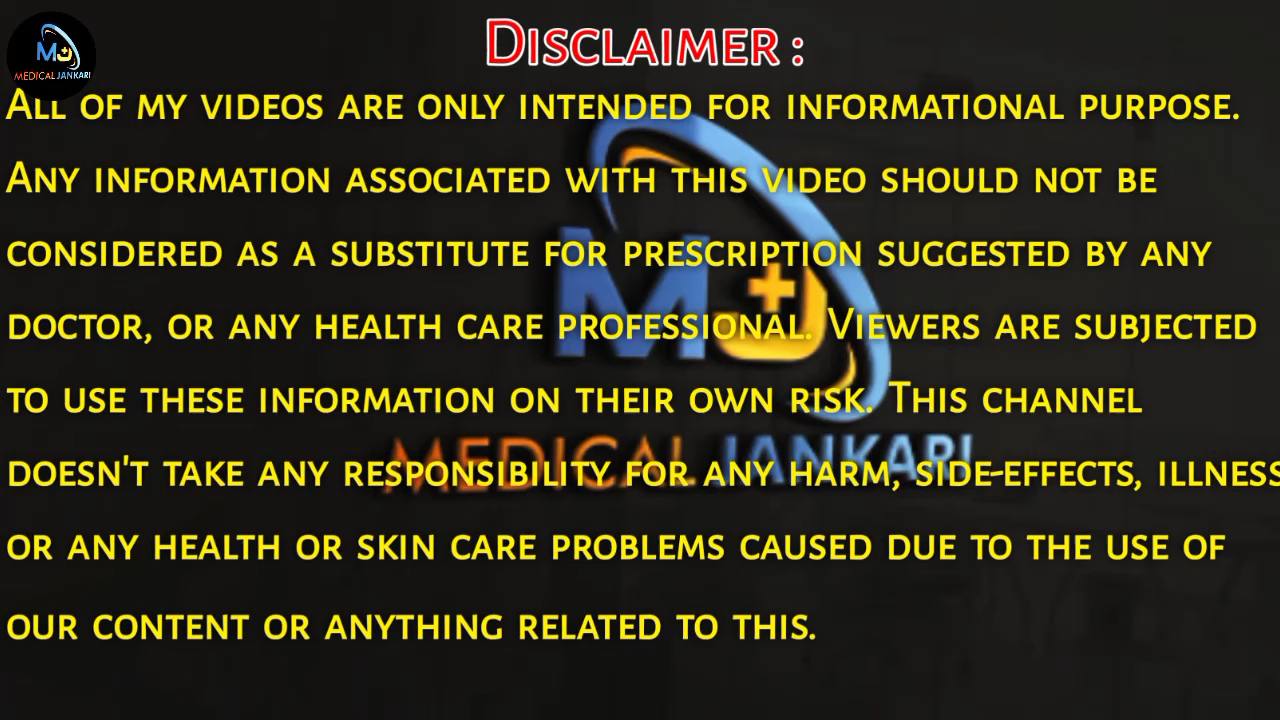 Disclaimer :
MJ
MEDICAL JANKARI
All of my videos are only intended for informational purpose.
Any information associated with this video should not be
considered as a substitute for prescription suggested by any
doctor, or any health care professional. Viewers are subjected
to use these information on their own risk. This channel
doesn't take any responsibility for any harm, side-effects, illness
or any health or skin care problems caused due to the use of
our content or anything related to this.
MJ
MEDICAL JANKARI